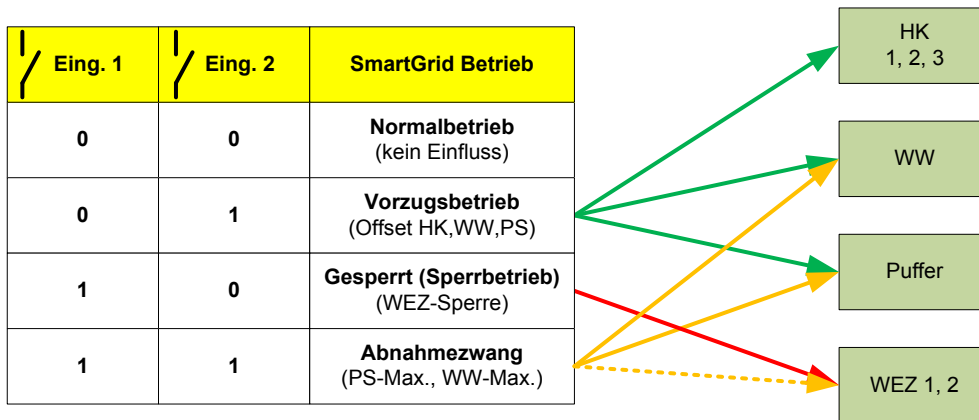 Eing. 1
Eing. 2
SmartGrid Betrieb
0
0
Normalbetrieb
(kein Einfluss)
0
1
Vorzugsbetrieb
(Offset HK,WW,PS)
1
0
Gesperrt (Sperrbetrieb)
(WEZ-Sperre)
1
1
Abnahmezwang
(PS-Max., WW-Max.)
HK
1, 2, 3
WW
Puffer
WEZ 1, 2